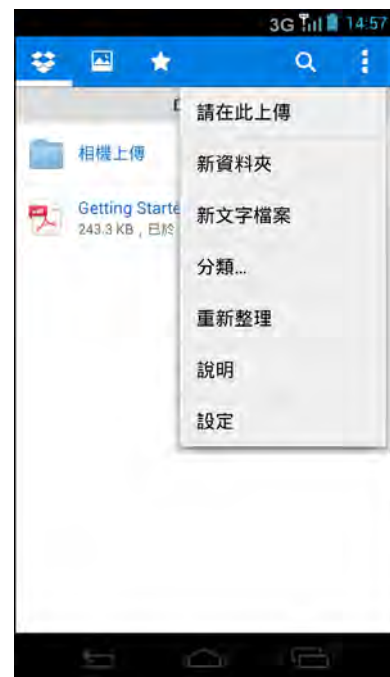 3G 14:57
請在此上傳
相機上傳
新資料夾
Getting Starte
243.3 KB，已於
新文字檔案
分類...
重新整理
說明
設定